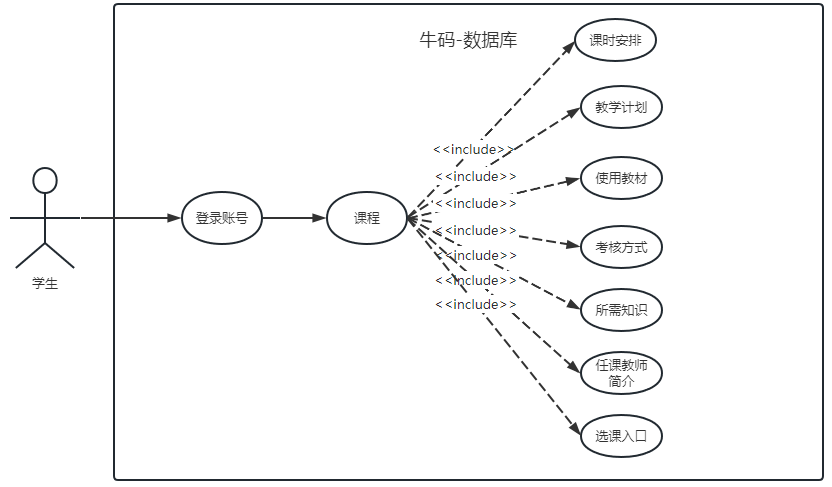 牛码-数据库
课时安排
教学计划
<<include>>
<<include>>
使用教材
<<include>>
登录账号
课程
<<include>>
考核方式
<<include>>
学生
<<include>>
<<include>>
所需知识
任课教师
简介
选课入口